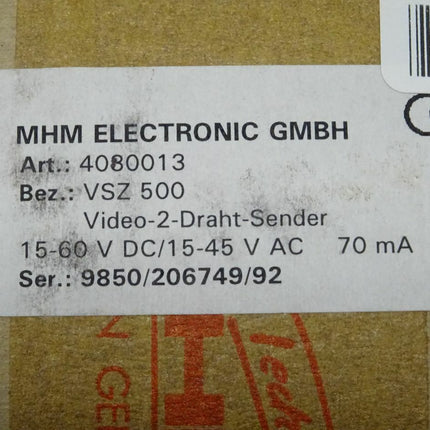 MHM ELECTRONIC GMBH
Art.: 4080013
Bez.: VSZ 500
Video-2-Draht-Sender
15-60 V DC/15-45 V AC 70 mA
Ser.: 9850/206749/92